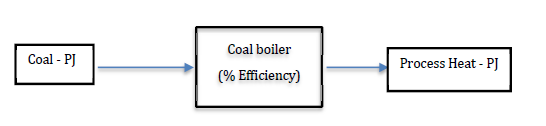 Coal - PJ
Coal boiler
(% Efficiency)
Process Heat - PJ